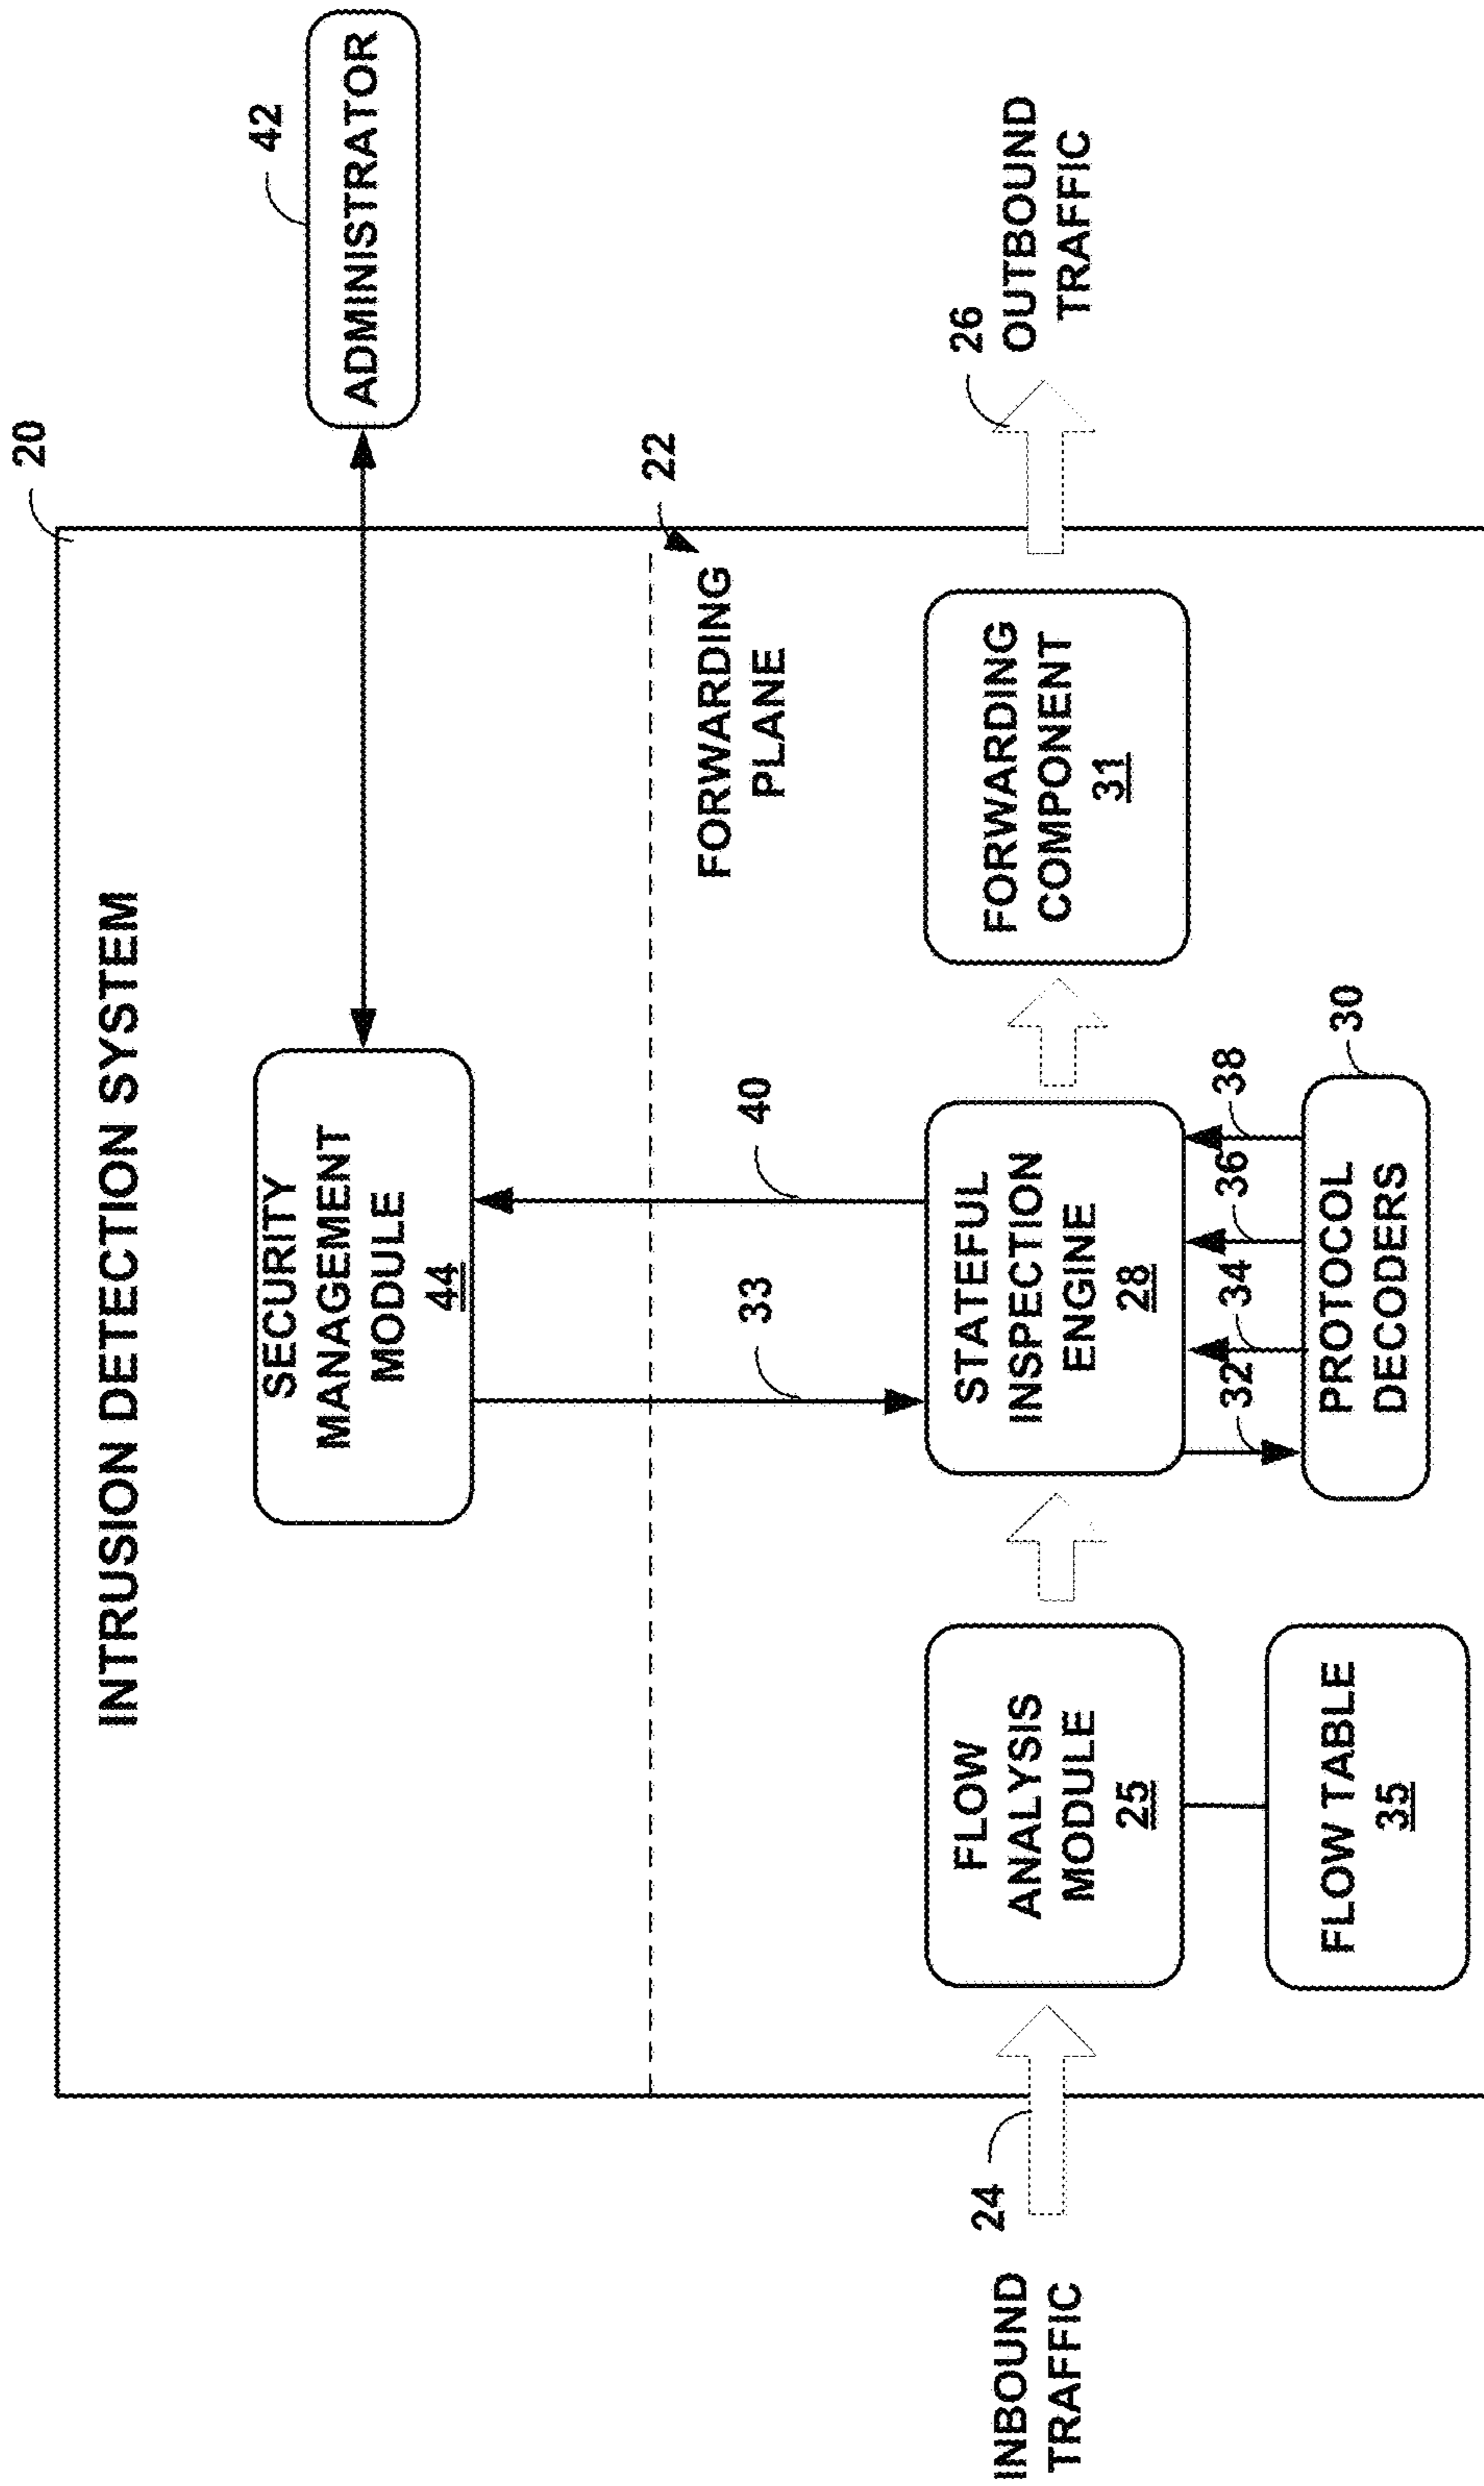 20
INTRUSION DETECTION SYSTEM
SECURITY
MANAGEMENT
MODULE
44
42
ADMINISTRATOR
22
FORWARDING
PLANE
33
40
INBOUND
TRAFFIC
24
FLOW
ANALYSIS
MODULE
25
STATEFUL
INSPECTION
ENGINE
28
FORWARDING
COMPONENT
31
26
OUTBOUND
TRAFFIC
32
34
36
38
30
FLOW TABLE
35
PROTOCOL
DECODERS